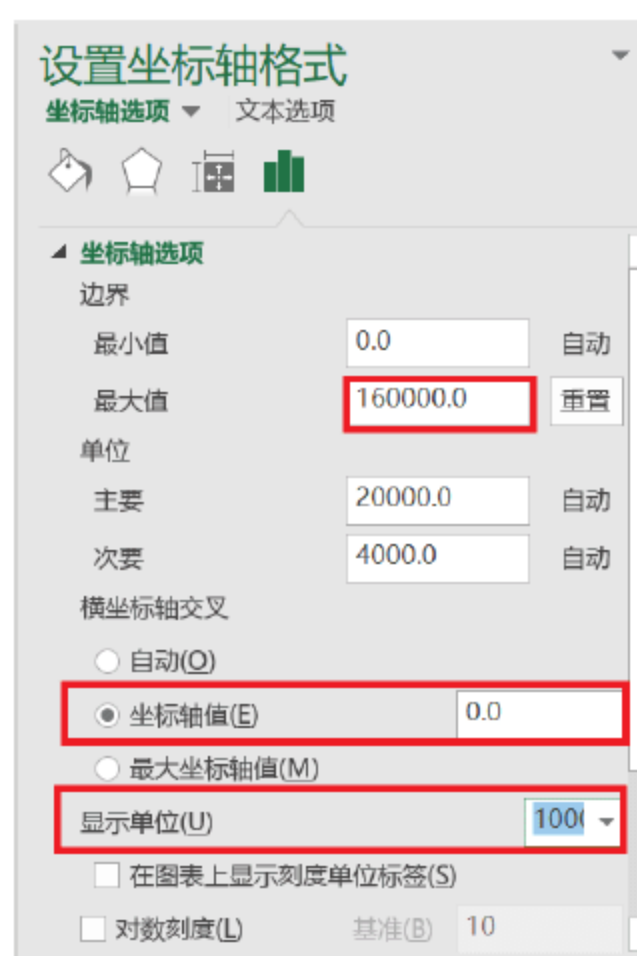 设置坐标轴格式
坐标轴选项 文本选项
坐标轴选项
边界
最小值 0.0 自动
最大值 160000.0 重置
单位
主要 20000.0 自动
次要 4000.0 自动
横坐标轴交叉
自动(O)
坐标轴值(E) 0.0
最大坐标轴值(M)
显示单位(U) 100
在图表上显示刻度单位标签(S)
对数刻度(L) 基准(B) 10